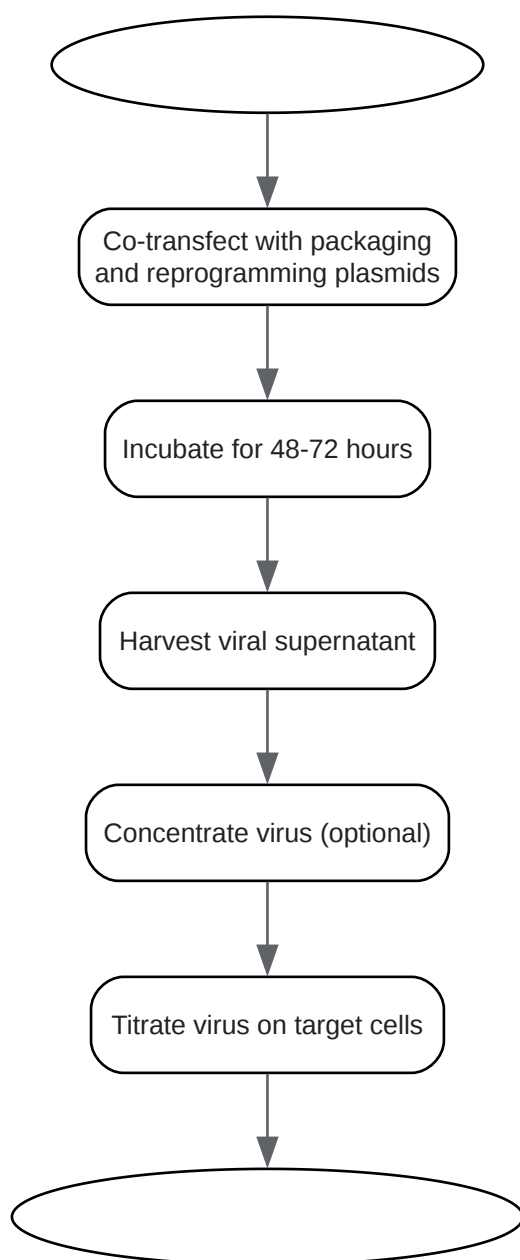 Co-transfect with packaging
and reprogramming plasmids
Incubate for 48-72 hours
Harvest viral supernatant
Concentrate virus (optional)
Titrate virus on target cells